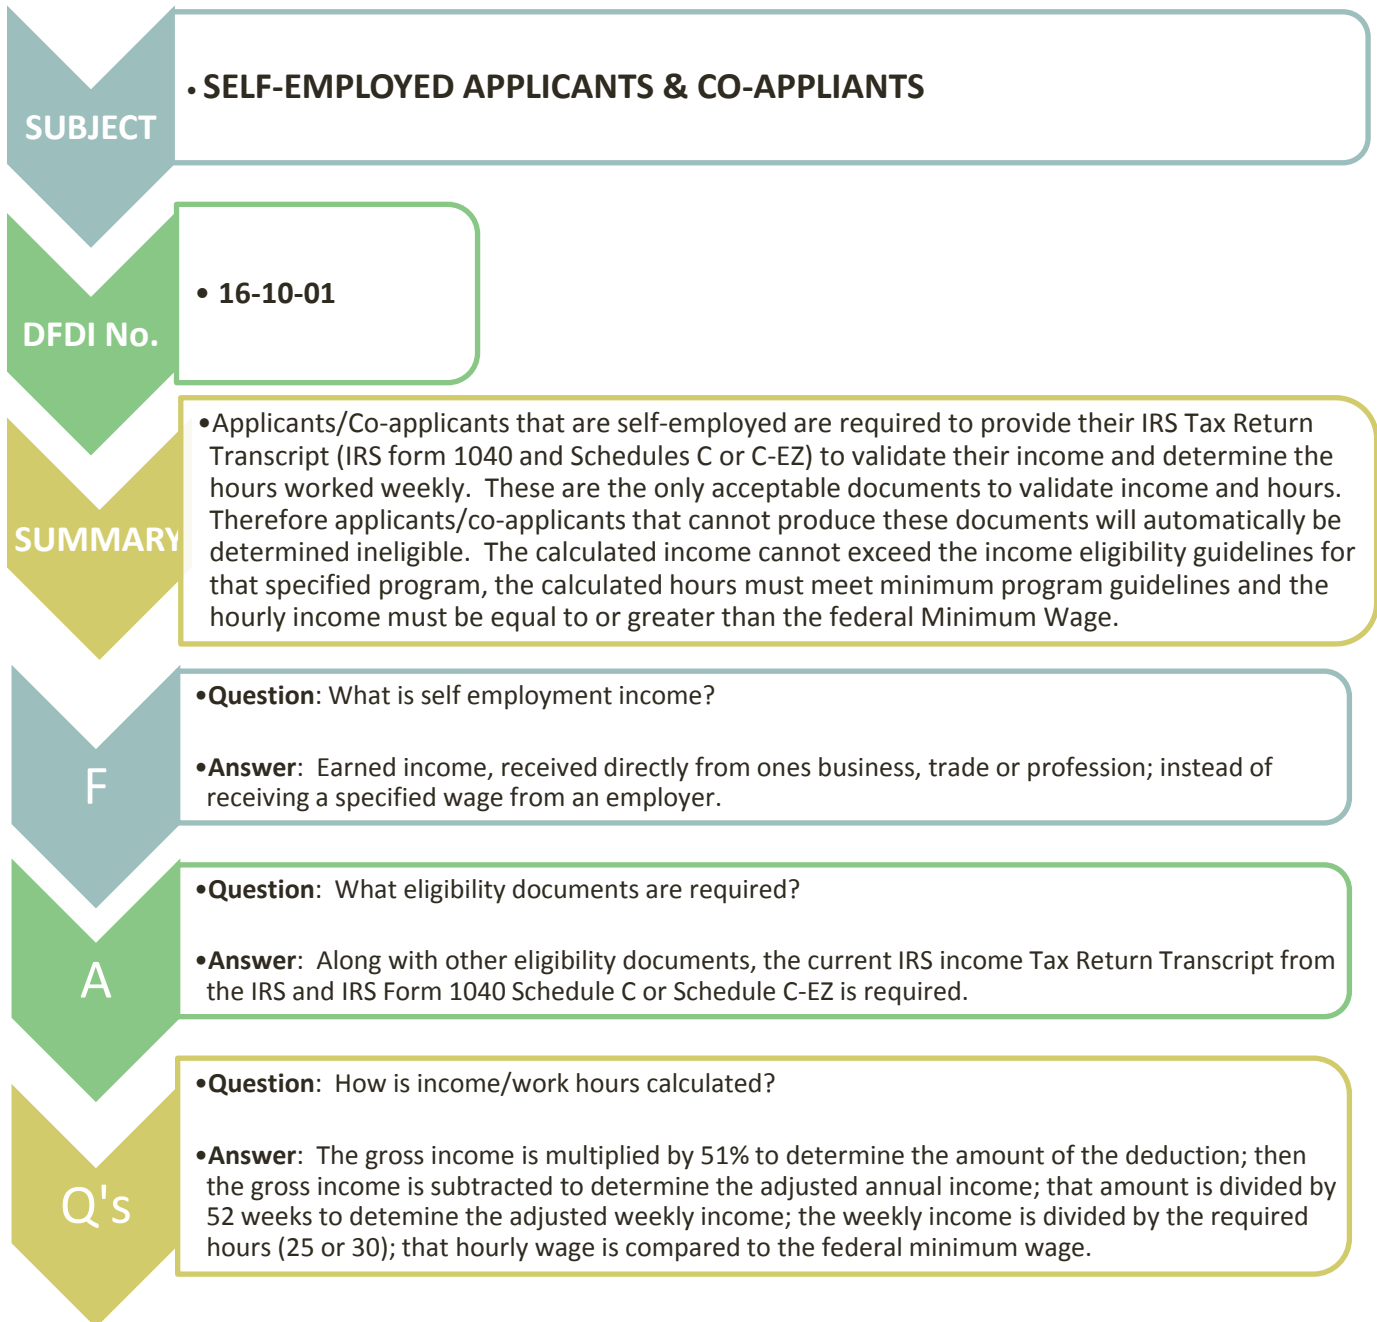 SUBJECT
• SELF-EMPLOYED APPLICANTS & CO-APPLIANTS
DFDI No.
• 16-10-01
SUMMARY
•Applicants/Co-applicants that are self-employed are required to provide their IRS Tax Return
Transcript (IRS form 1040 and Schedules C or C-EZ) to validate their income and determine the
hours worked weekly. These are the only acceptable documents to validate income and hours.
Therefore applicants/co-applicants that cannot produce these documents will automatically be
determined ineligible. The calculated income cannot exceed the income eligibility guidelines for
that specified program, the calculated hours must meet minimum program guidelines and the
hourly income must be equal to or greater than the federal Minimum Wage.
F
•Question: What is self employment income?
•Answer: Earned income, received directly from ones business, trade or profession; instead of
receiving a specified wage from an employer.
A
•Question: What eligibility documents are required?
•Answer: Along with other eligibility documents, the current IRS income Tax Return Transcript from
the IRS and IRS Form 1040 Schedule C or Schedule C-EZ is required.
Q's
•Question: How is income/work hours calculated?
•Answer: The gross income is multiplied by 51% to determine the amount of the deduction; then
the gross income is subtracted to determine the adjusted annual income; that amount is divided by
52 weeks to detemine the adjusted weekly income; the weekly income is divided by the required
hours (25 or 30); that hourly wage is compared to the federal minimum wage.